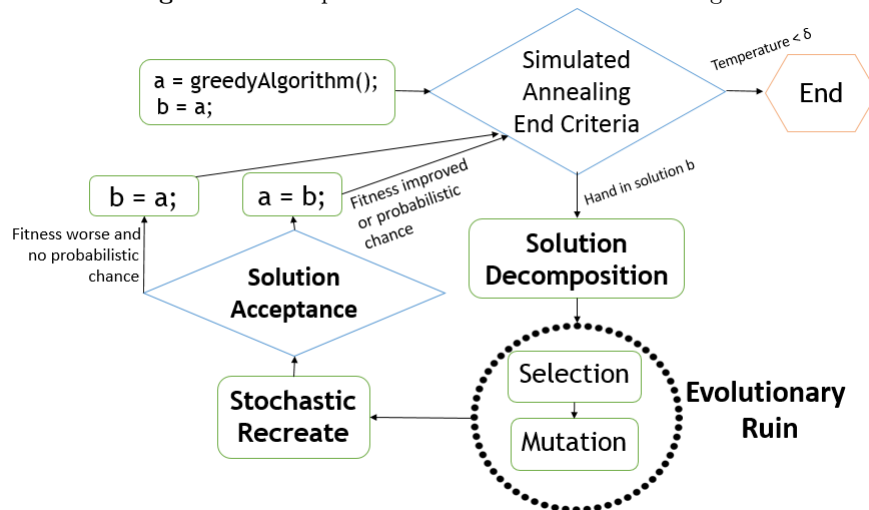 a = greedyAlgorithm();
b = a;
Simulated
Annealing
End Criteria
Temperature < δ
End
Hand in solution b
b = a;
a = b;
Fitness improved
or probabilistic
chance
Fitness worse and
no probabilistic
chance
Solution
Acceptance
Solution
Decomposition
Selection
Mutation
Evolutionary
Ruin
Stochastic
Recreate